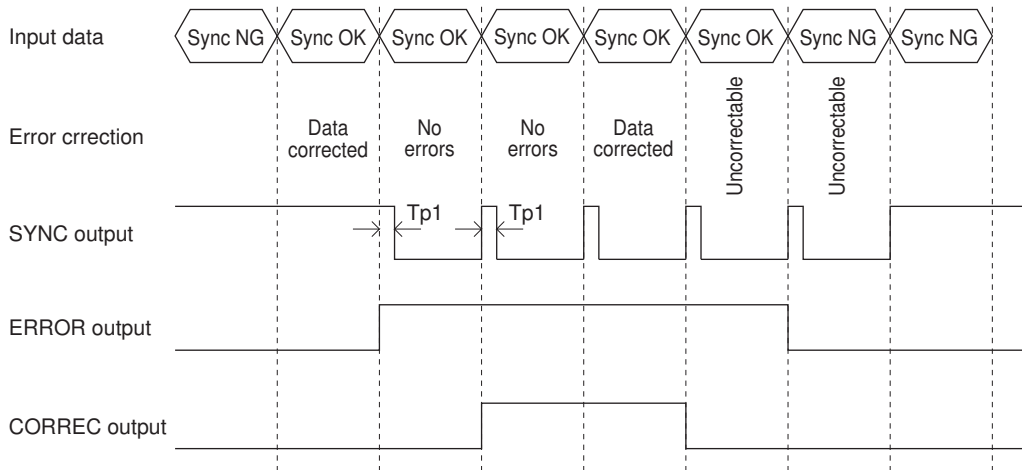 Input data
Sync NG Sync OK Sync OK Sync OK Sync OK Sync OK Sync NG Sync NG
Error crrection
Data corrected
No errors
No errors
Data corrected
Uncorrectable
Uncorrectable
SYNC output
Tp1 Tp1
ERROR output
CORREC output